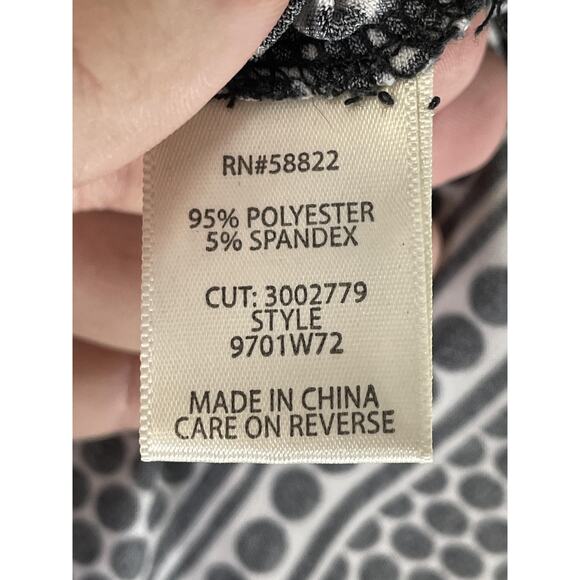 RN#58822
95% POLYESTER
5% SPANDEX
CUT: 3002779
STYLE
9701W72
MADE IN CHINA
CARE ON REVERSE